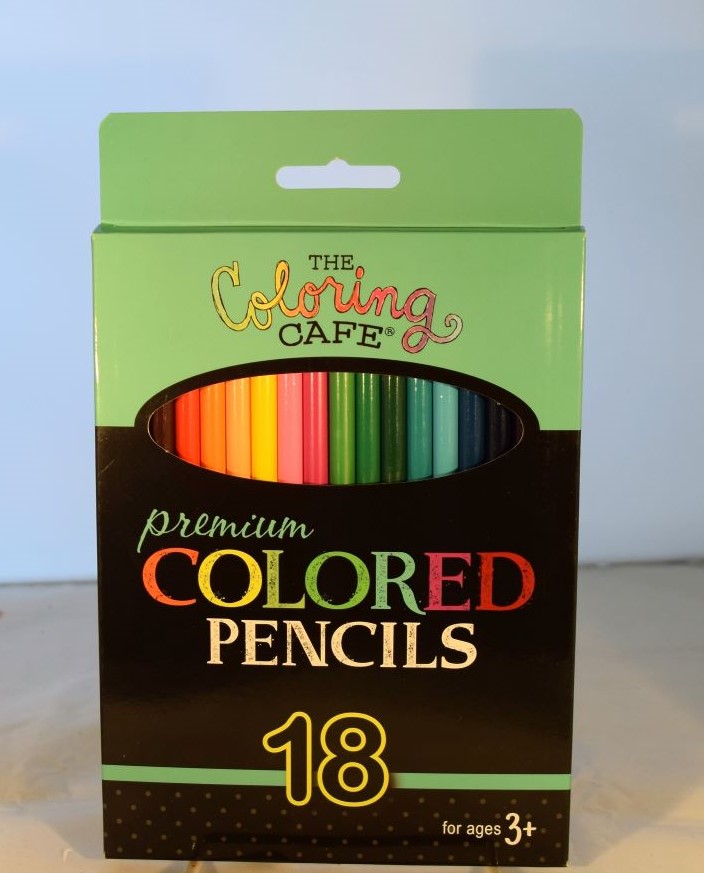 THE
Coloring
CAFE®
premium
COLORED
PENCILS
18
for ages 3+